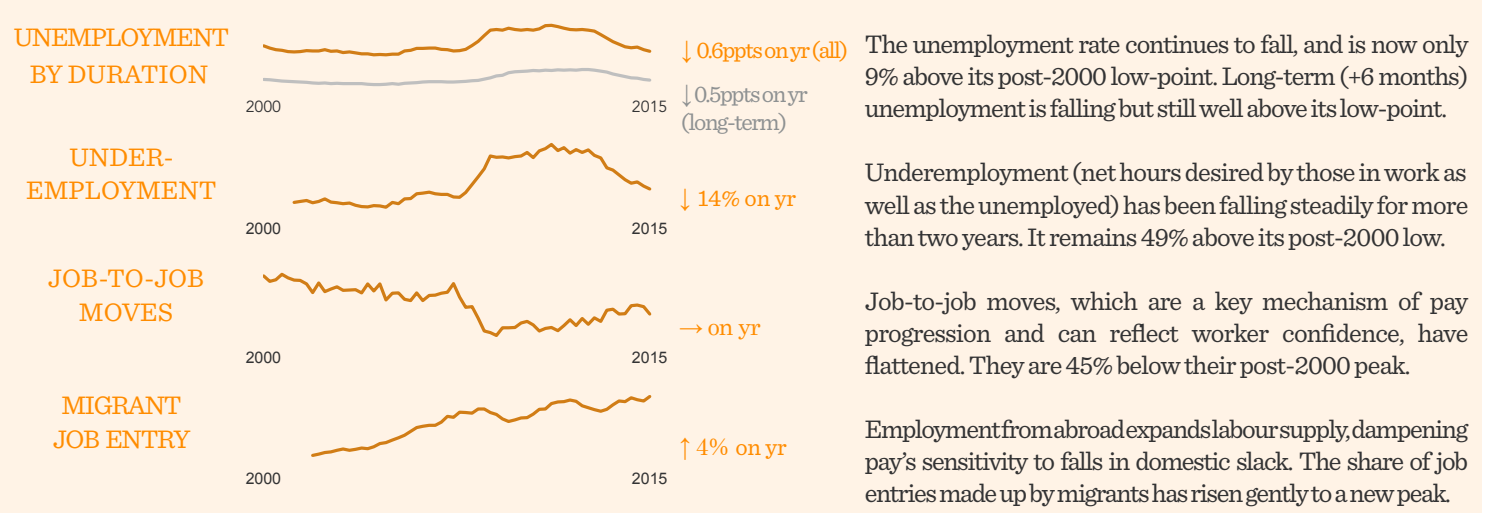 UNEMPLOYMENT
BY DURATION
2000
2015
↓ 0.6ppts on yr (all)
↓ 0.5ppts on yr
(long-term)
The unemployment rate continues to fall, and is now only
9% above its post-2000 low-point. Long-term (+6 months)
unemployment is falling but still well above its low-point.
UNDER-
EMPLOYMENT
2000
2015
↓ 14% on yr
Underemployment (net hours desired by those in work as
well as the unemployed) has been falling steadily for more
than two years. It remains 49% above its post-2000 low.
JOB-TO-JOB
MOVES
2000
2015
→ on yr
Job-to-job moves, which are a key mechanism of pay
progression and can reflect worker confidence, have
flattened. They are 45% below their post-2000 peak.
MIGRANT
JOB ENTRY
2000
2015
↑ 4% on yr
Employment from abroad expands labour suply, dampening
pay's sensitivity to falls in domestic slack. The share of job
entries made up by migrants has risen gently to a new peak.